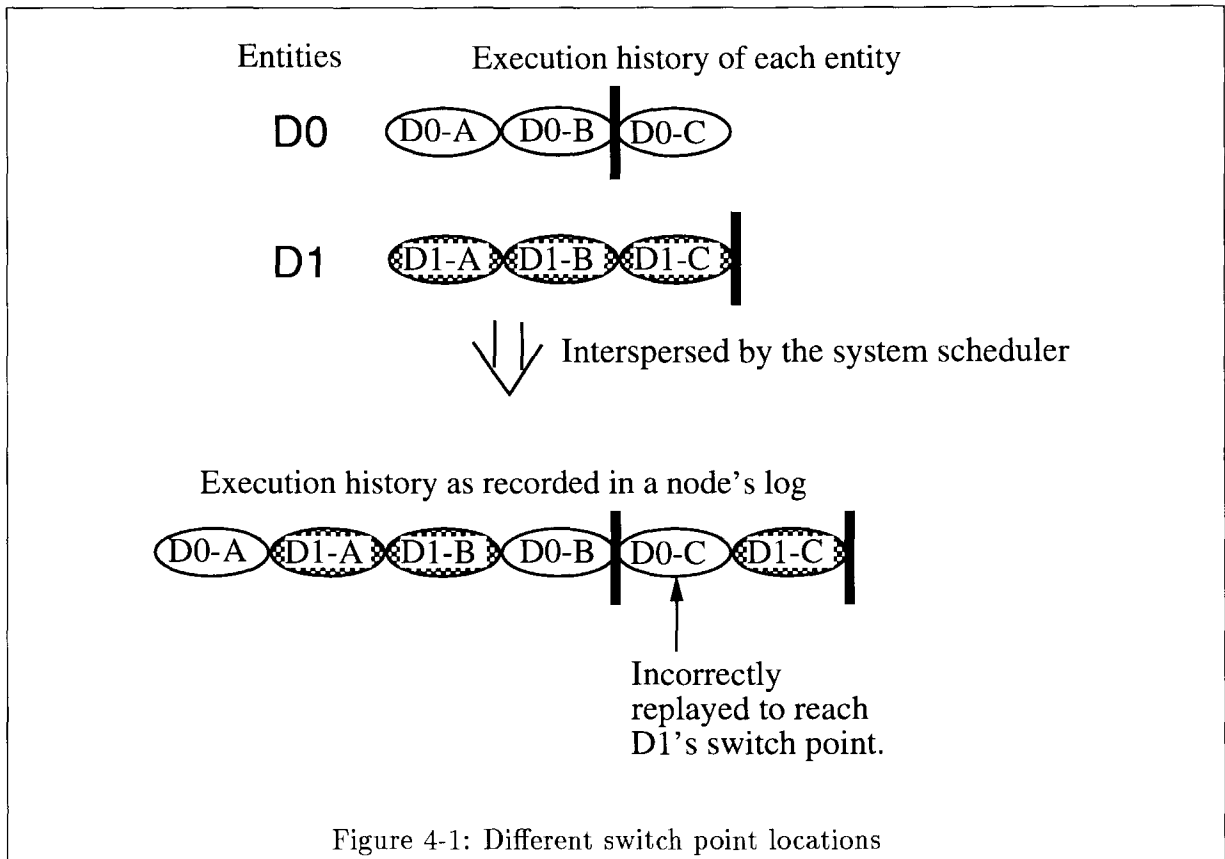 Entities Execution history of each entity
D0 D0-A D0-B D0-C
D1 D1-A D1-B D1-C
Interspersed by the system scheduler
Execution history as recorded in a node's log
D0-A D1-A D1-B D0-B D0-C D1-C
Incorrectly
replayed to reach
D1's switch point.
Figure 4-1: Different switch point locations